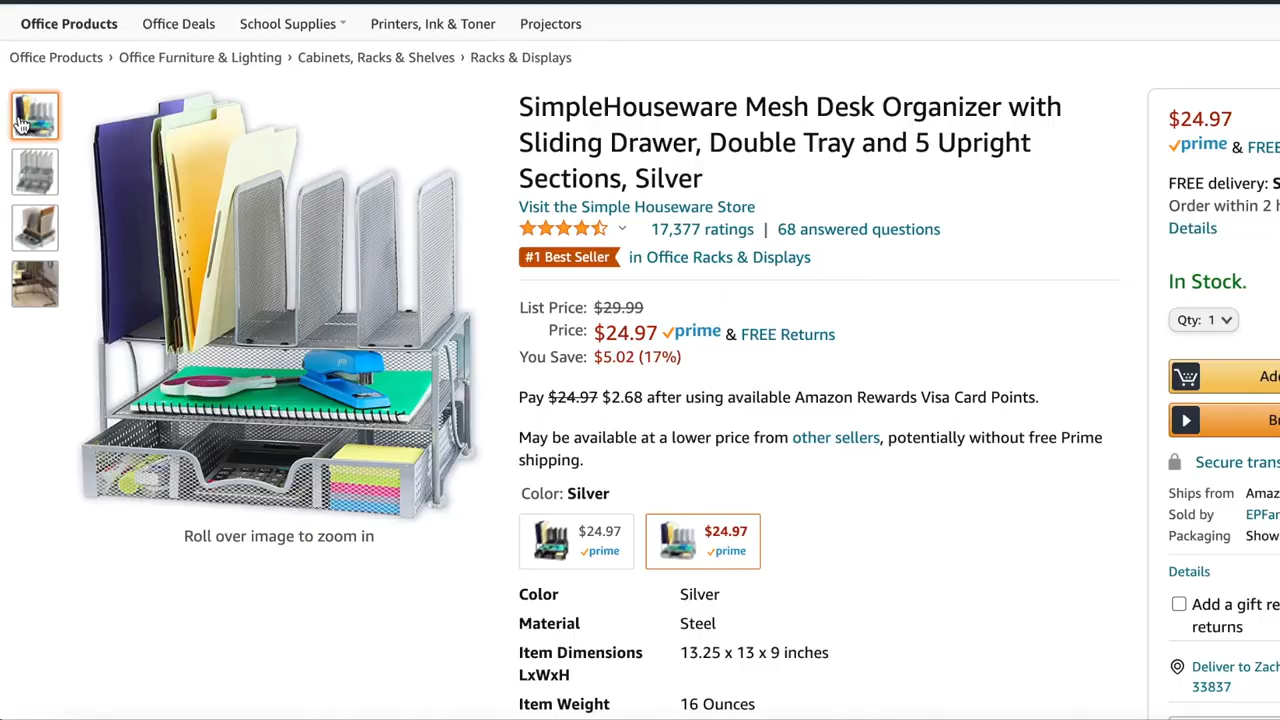 Office Products Office Deals School Supplies Printers, Ink & Toner Projectors
Office Products › Office Furniture & Lighting › Cabinets, Racks & Shelves › Racks & Displays
SimpleHouseware Mesh Desk Organizer with
Sliding Drawer, Double Tray and 5 Upright
Sections, Silver
Visit the Simple Houseware Store
17,377 ratings | 68 answered questions
#1 Best Seller in Office Racks & Displays
List Price: $29.99
Price: $24.97 prime & FREE Returns
You Save: $5.02 (17%)
Pay $24.97 $2.68 after using available Amazon Rewards Visa Card Points.
May be available at a lower price from other sellers, potentially without free Prime
shipping.
Color: Silver
$24.97
prime
$24.97
prime
Color Silver
Material Steel
Item Dimensions 13.25 x 13 x 9 inches
LxWxH
Item Weight 16 Ounces
Roll over image to zoom in
$24.97
prime & FREE
FREE delivery: S
Order within 2 h
Details
In Stock.
Qty: 1
Ad
B
Secure trans
Ships from Amaz
Sold by EPFar
Packaging Show
Details
Add a gift re
returns
Deliver to Zach
33837